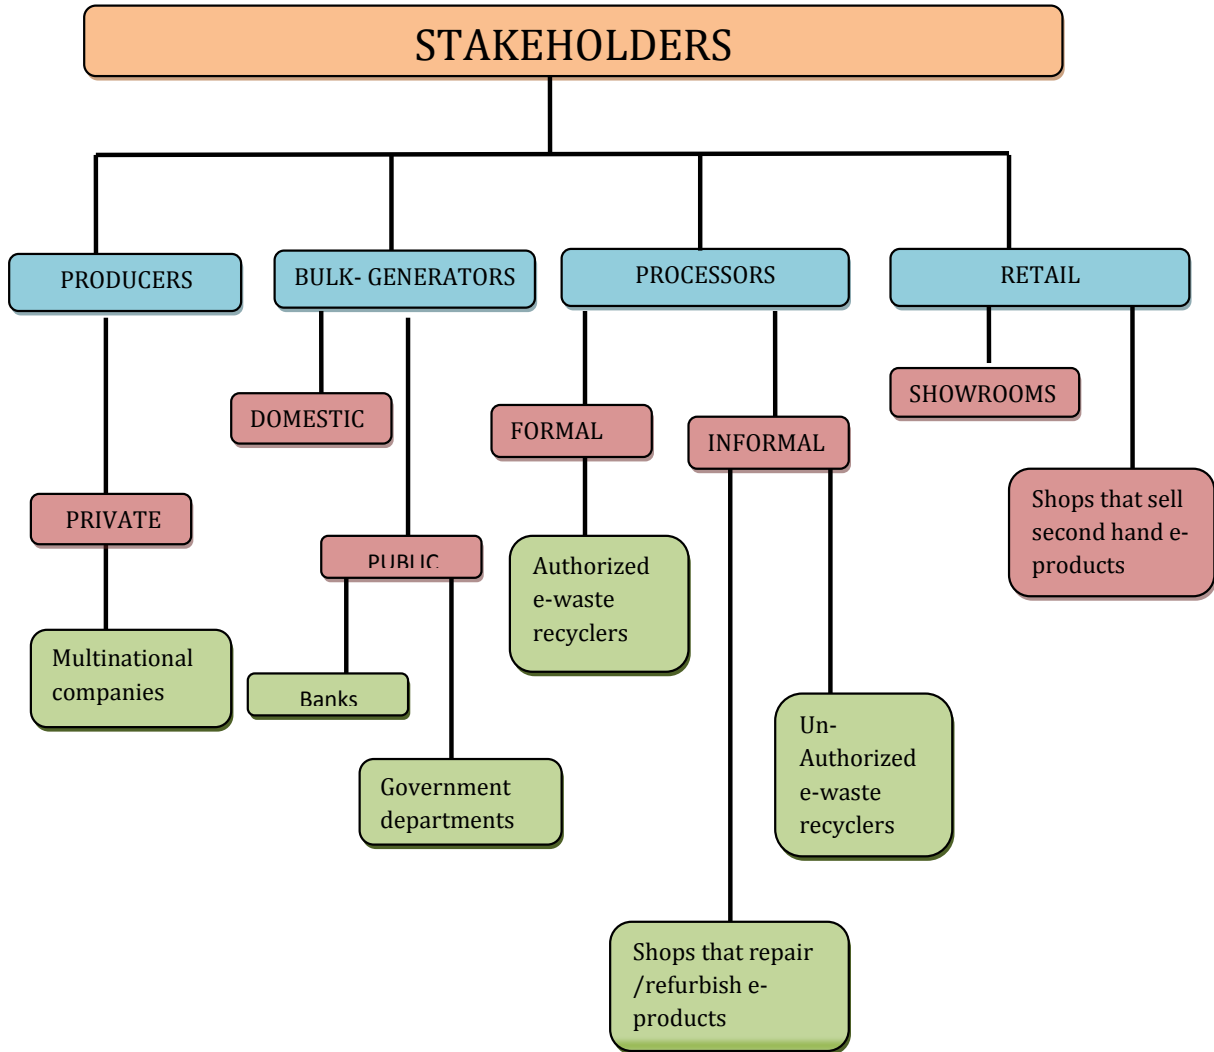 STAKEHOLDERS
PRODUCERS
BULK- GENERATORS
PROCESSORS
RETAIL
DOMESTIC
FORMAL
INFORMAL
SHOWROOMS
PRIVATE
PUBLIC
Shops that sell
second hand e-
products
Authorized
e-waste
recyclers
Multinational
companies
Banks
Un-
Authorized
e-waste
recyclers
Government
departments
Shops that repair
/refurbish e-
products